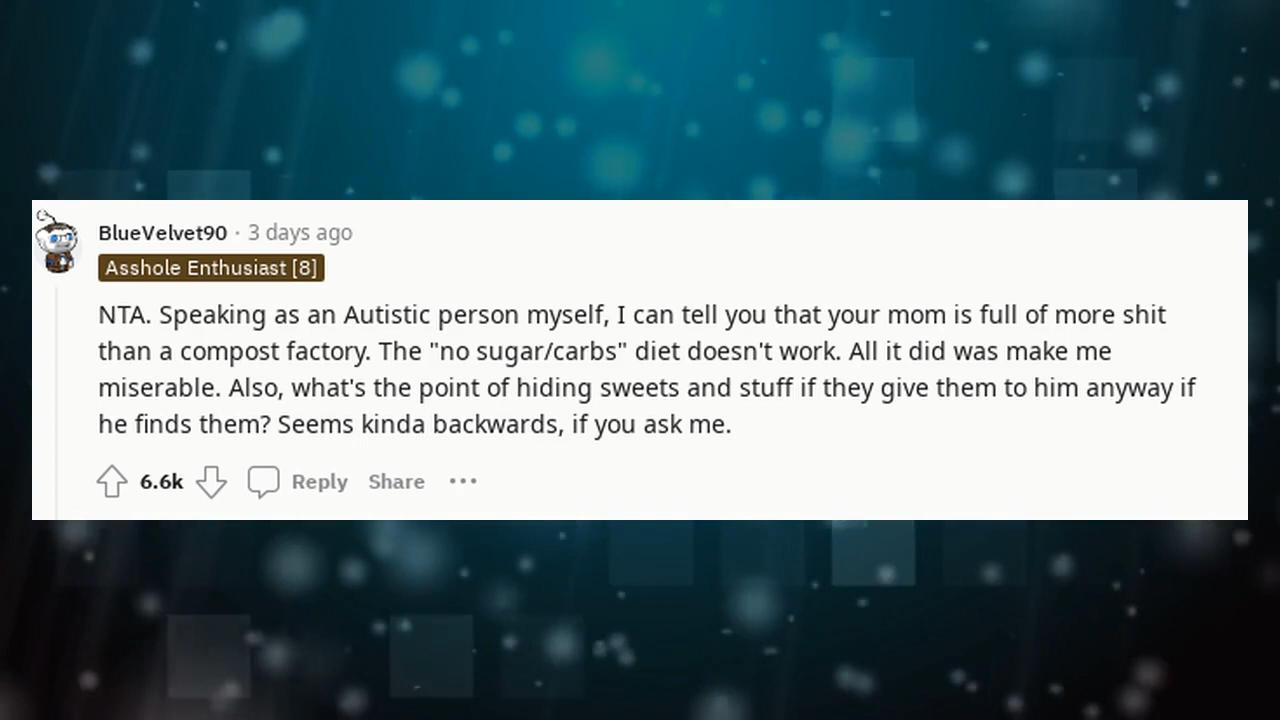 BlueVelvet90 · 3 days ago
Asshole Enthusiast [8]
NTA. Speaking as an Autistic person myself, I can tell you that your mom is full of more shit
than a compost factory. The "no sugar/carbs" diet doesn't work. All it did was make me
miserable. Also, what's the point of hiding sweets and stuff if they give them to him anyway if
he finds them? Seems kinda backwards, if you ask me.
6.6k Reply Share •••